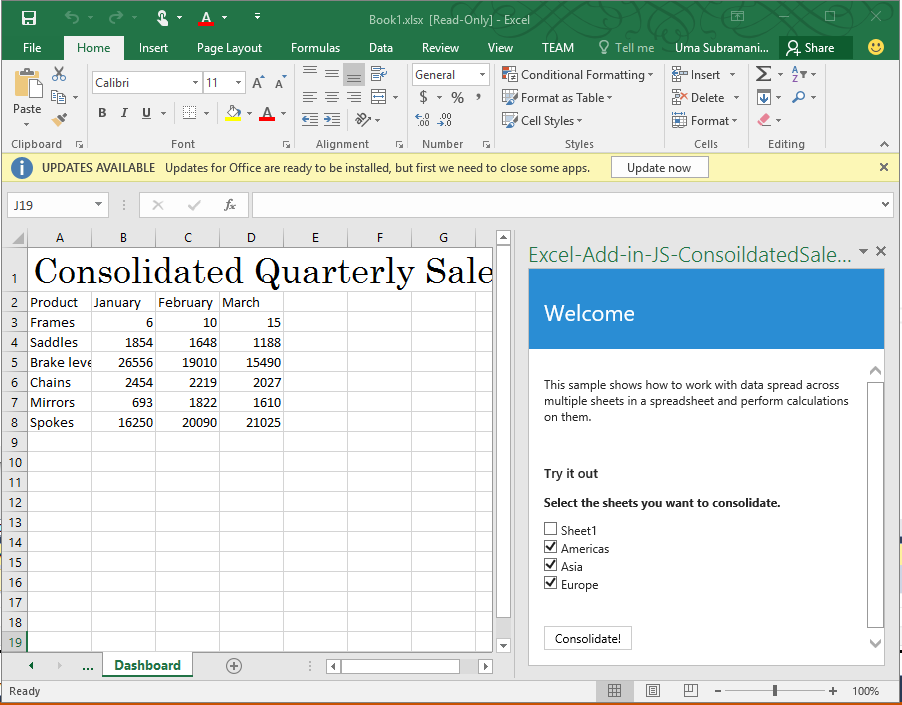 Book1.xlsx [Read-Only] - Excel
File Home Insert Page Layout Formulas Data Review View TEAM Tell me Uma Subramani... Share
Calibri 11 General Conditional Formatting Insert
Paste Format as Table Delete
B I U $ % , Cell Styles Format
Clipboard Font Alignment Number Styles Cells Editing
UPDATES AVAILABLE Updates for Office are ready to be installed, but first we need to close some apps. Update now
J19 fx
A B C D E F G
1 Consolidated Quarterly Sale
2 Product January February March
3 Frames 6 10 15
4 Saddles 1854 1648 1188
5 Brake leve 26556 19010 15490
6 Chains 2454 2219 2027
7 Mirrors 693 1822 1610
8 Spokes 16250 20090 21025
9
10
11
12
13
14
15
16
17
18
19
... Dashboard
Excel-Add-in-JS-ConsoildatedSale...
Welcome
This sample shows how to work with data spread across
multiple sheets in a spreadsheet and perform calculations
on them.
Try it out
Select the sheets you want to consolidate.
Sheet1
Americas
Asia
Europe
Consolidate!
Ready 100%